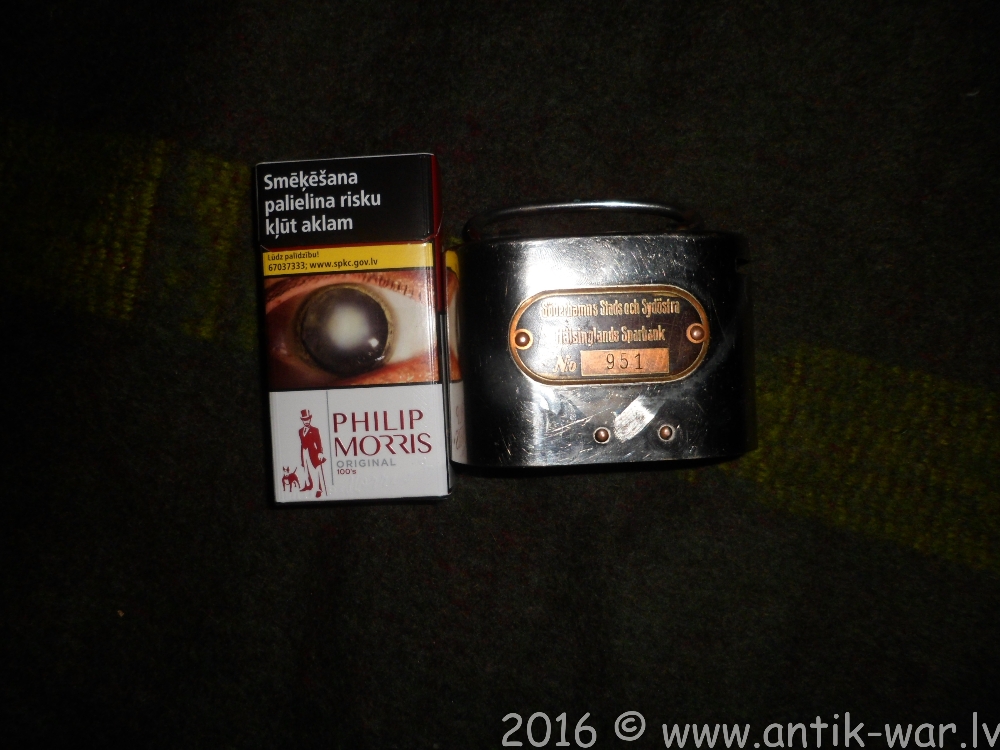 Smēķēšana
palielina risku
kļūt aklam
Lūdz palīdzību!
67037333; www.spkc.gov.lv
PHILIP
MORRIS
ORIGINAL
100's
Stads och Sydöstra
Helsinglands Sparbank
No 951
2016 © www.antik-war.lv